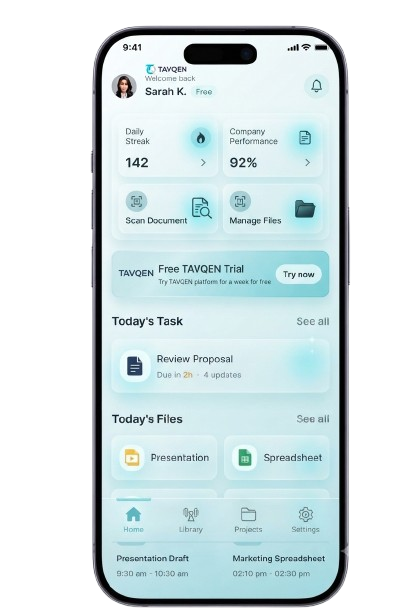 9:41
TAVQEN
Welcome back
Sarah K. Free
Daily
Streak
142
Company
Performance
92%
Scan Document
Manage Files
TAVQEN
Free TAVQEN Trial
Try TAVQEN platform for a week for free
Try now
Today's Task
See all
Review Proposal
Due in 2h · 4 updates
Today's Files
See all
Presentation
Spreadsheet
Home
Library
Projects
Settings
Presentation Draft
9:30 am - 10:30 am
Marketing Spreadsheet
02:10 pm - 02:30 pm